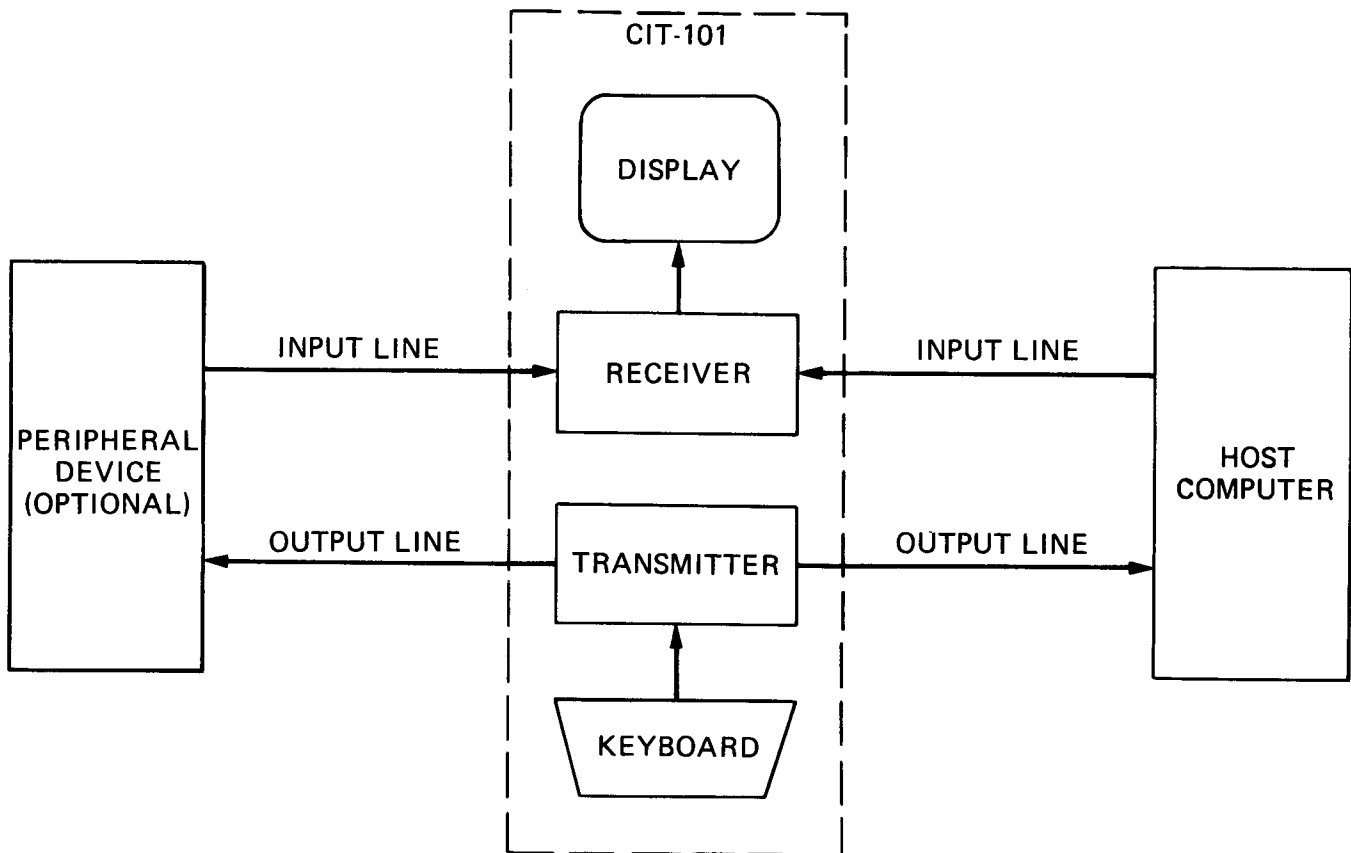 CIT-101
DISPLAY
INPUT LINE
RECEIVER
INPUT LINE
PERIPHERAL
DEVICE
(OPTIONAL)
HOST
COMPUTER
OUTPUT LINE
TRANSMITTER
OUTPUT LINE
KEYBOARD